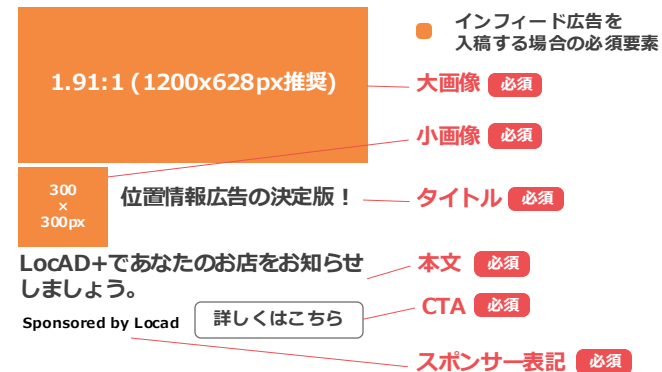 インフィード広告を
入稿する場合の必須要素
1.91:1 (1200x628px推奨)
大画像 必須
小画像 必須
300
×
300px
位置情報広告の決定版！
タイトル 必須
LocAD+であなたのお店をお知らせ
しましょう。
本文 必須
Sponsored by Locad
詳しくはこちら
CTA 必須
スポンサー表記 必須